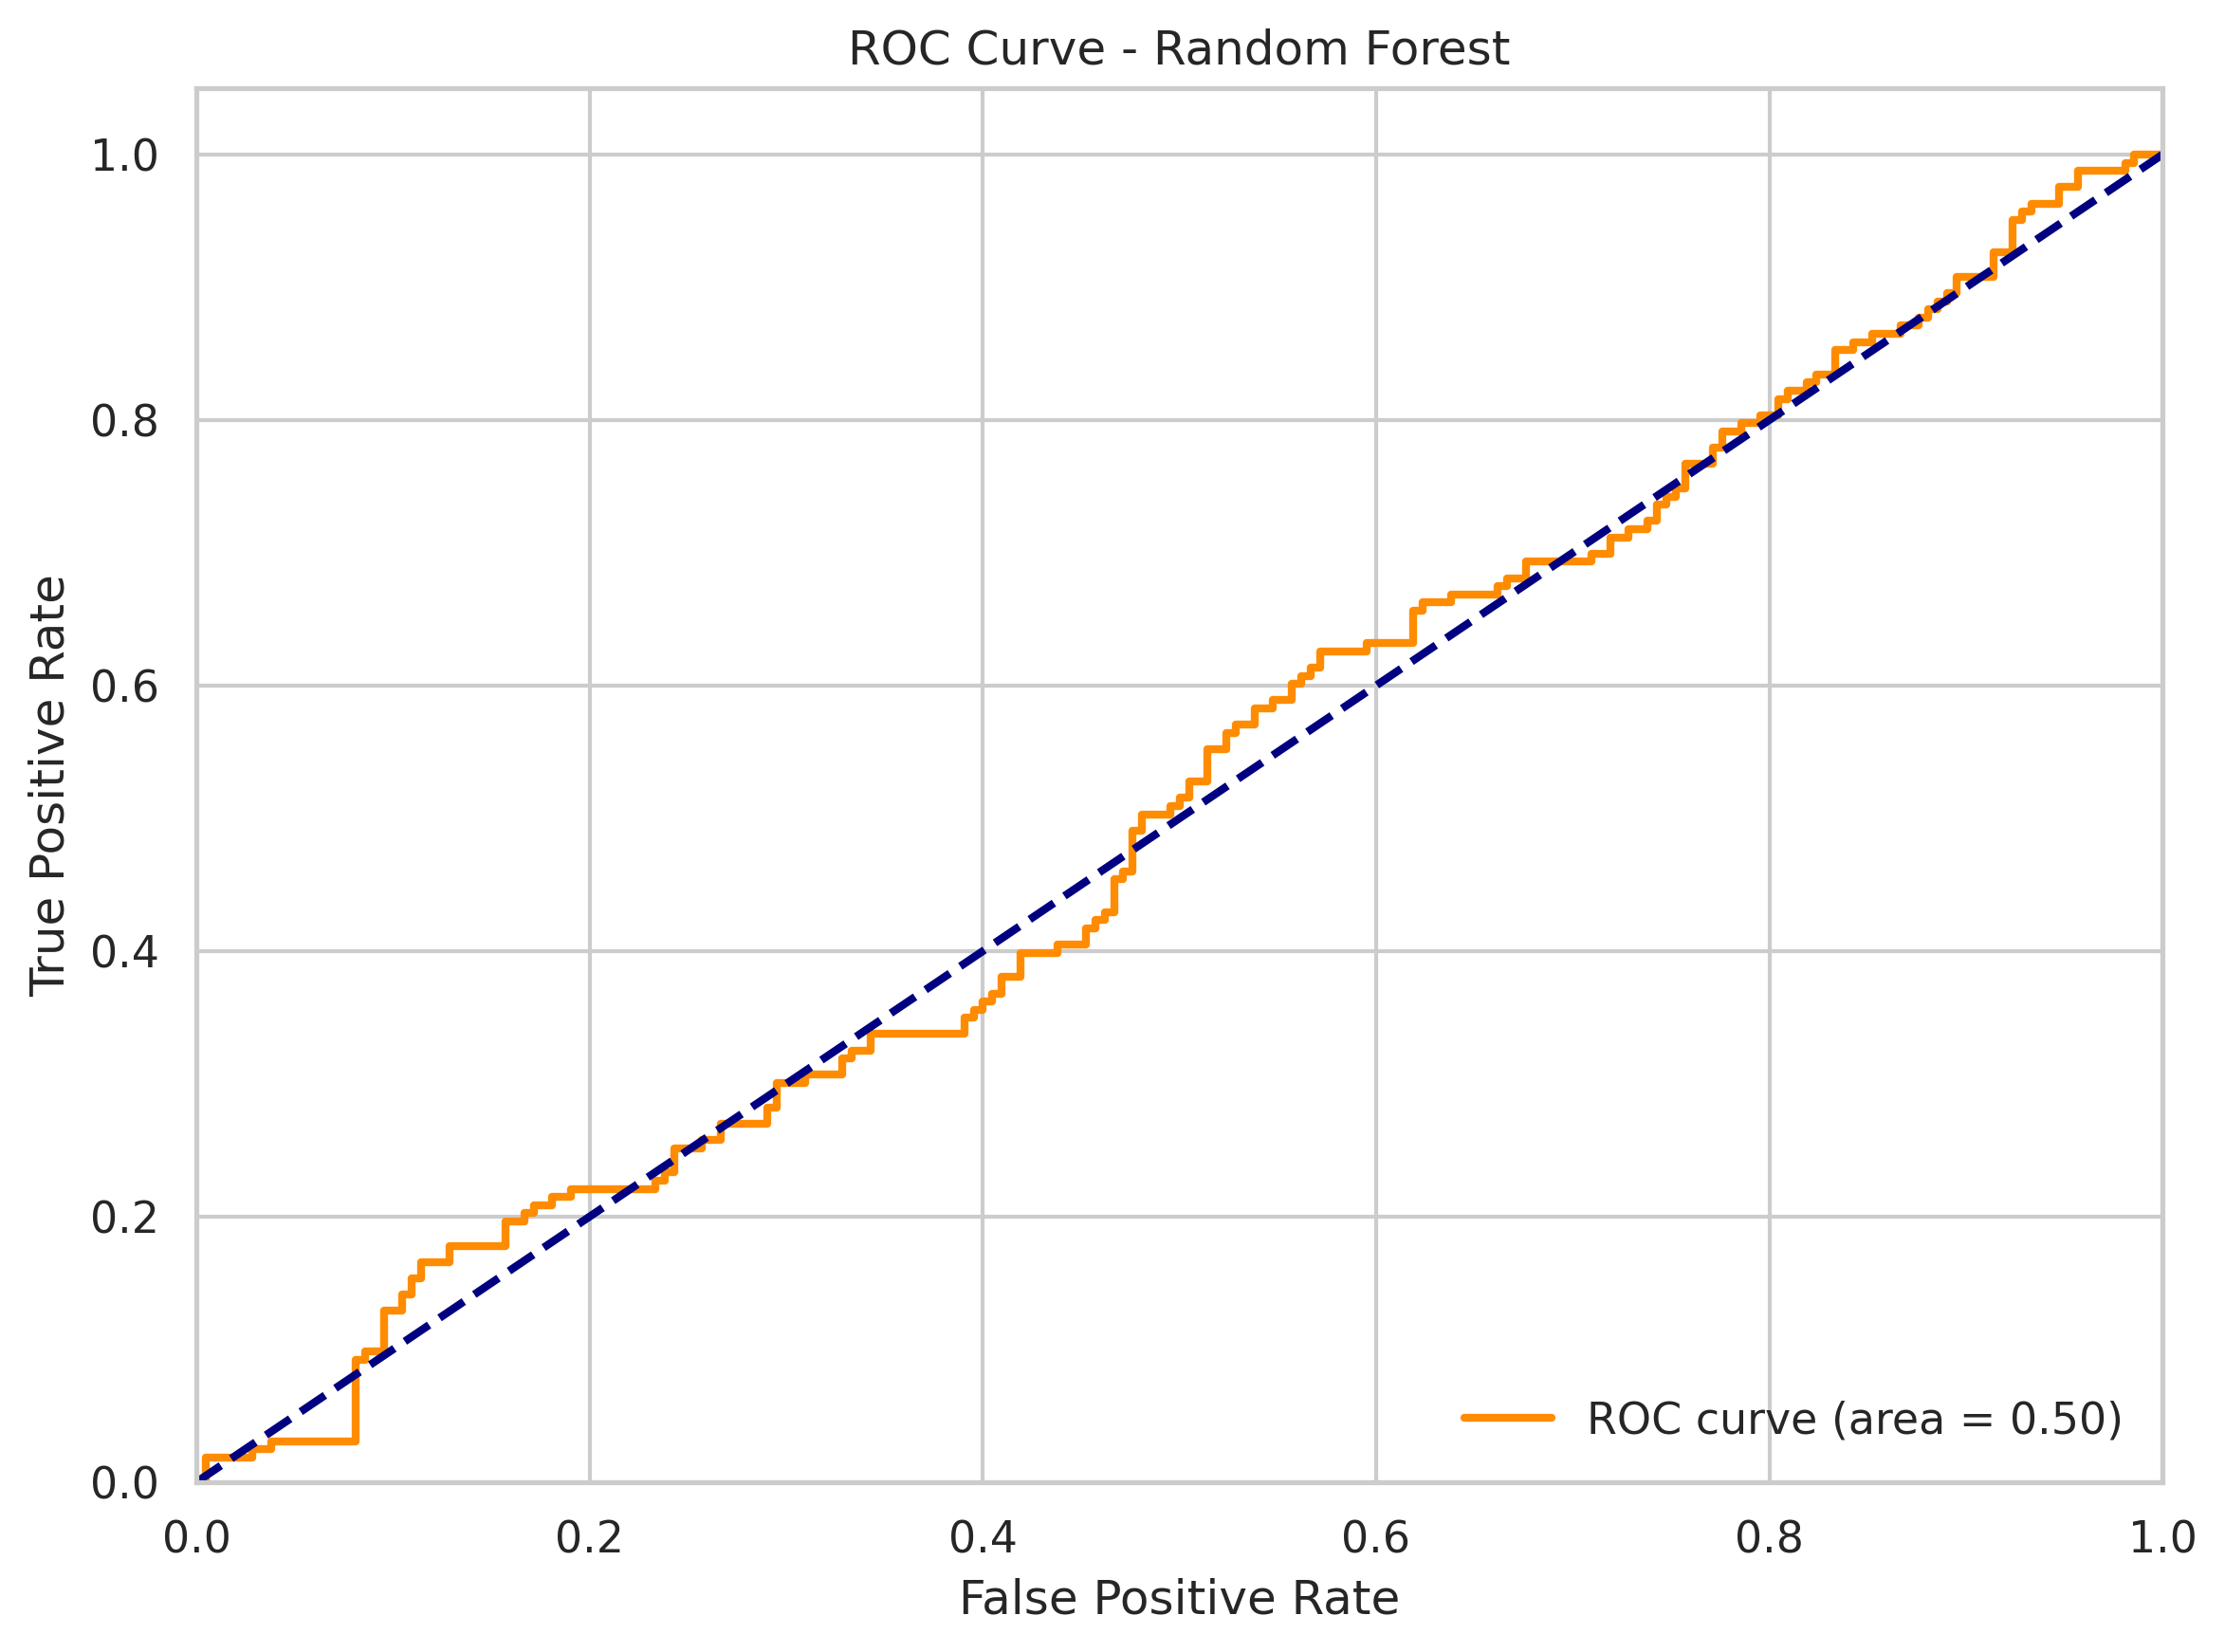 ROC Curve - Random Forest
True Positive Rate
1.0
0.8
0.6
0.4
0.2
0.0
ROC curve (area = 0.50)
0.0 0.2 0.4 0.6 0.8 1.0
False Positive Rate